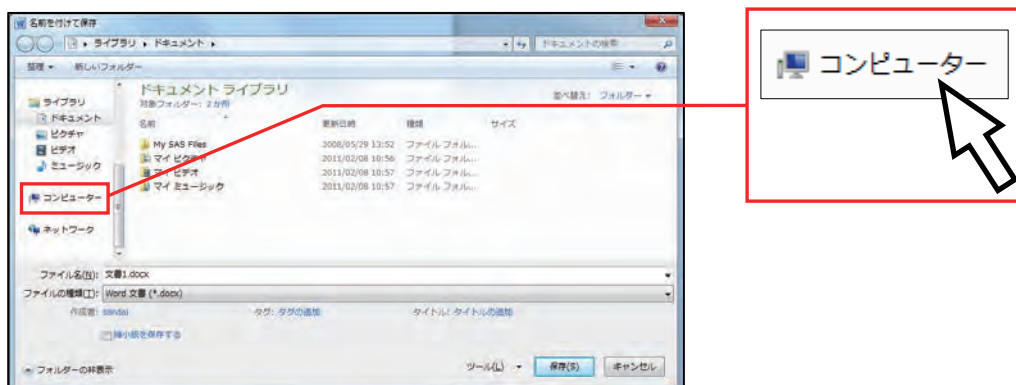 名前を付けて保存
ライブラリ ドキュメント
ドキュメントの検索
整理 新しいフォルダー
ドキュメント ライブラリ
対象フォルダー: 2 か所
並べ替え: フォルダー
名前 更新日時 種類 サイズ
ライブラリ
ドキュメント
ピクチャ
ビデオ
ミュージック
コンピューター
ネットワーク
My SAS Files 2008/05/29 13:52 ファイル フォル...
マイ ピクチャ 2011/02/08 10:56 ファイル フォル...
マイ ビデオ 2011/02/08 10:57 ファイル フォル...
マイ ミュージック 2011/02/08 10:57 ファイル フォル...
ファイル名(N): 文書1.docx
ファイルの種類(T): Word 文書 (*.docx)
作成者: sandai タグ: タグの追加 タイトル: タイトルの追加
縮小版を保存する
フォルダーの非表示
ツール(L) 保存(S) キャンセル
コンピューター